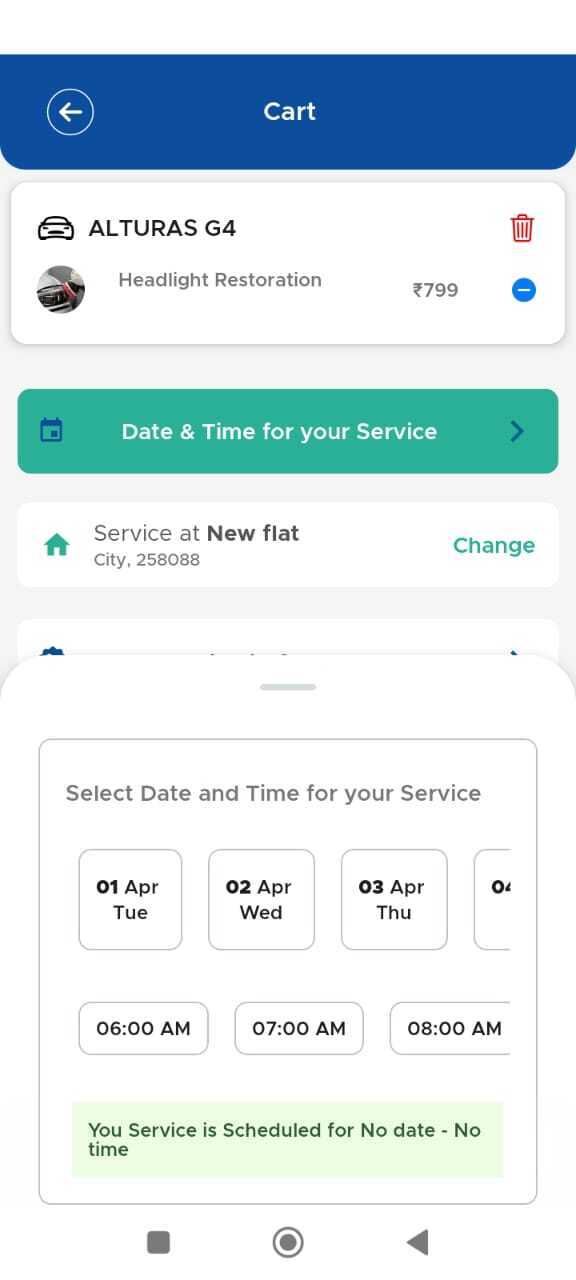 Cart
ALTURAS G4
Headlight Restoration
₹799
Date & Time for your Service
Service at New flat
City, 258088
Change
Select Date and Time for your Service
01 Apr
Tue
02 Apr
Wed
03 Apr
Thu
04
06:00 AM
07:00 AM
08:00 AM
You Service is Scheduled for No date - No
time